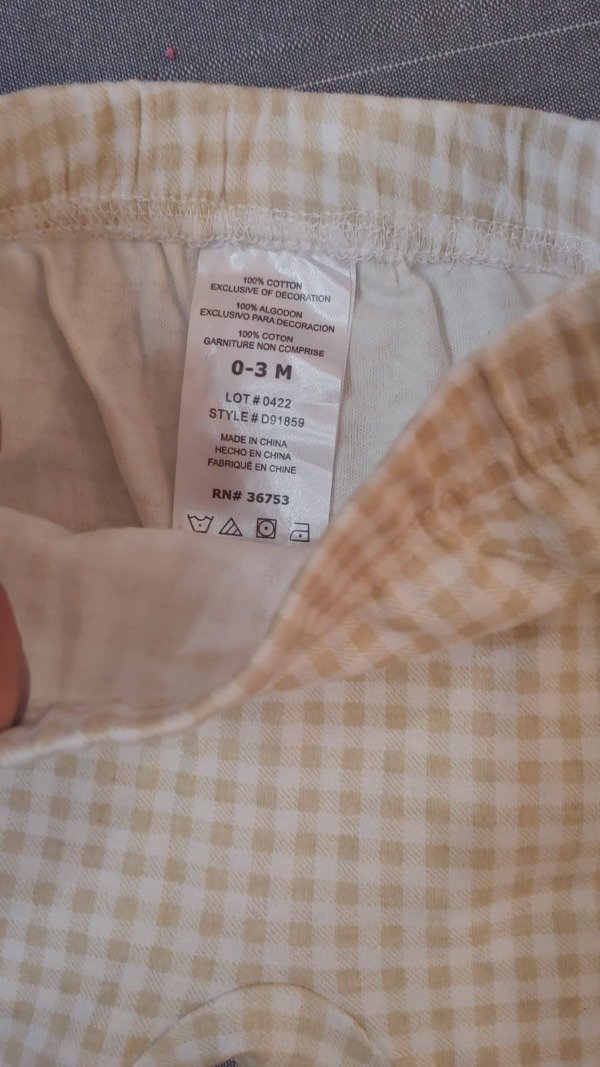 100% COTTON
EXCLUSIVE OF DECORATION
100% ALGODON
EXCLUSIVO PARA DECORACION
100% COTON
GARNITURE NON COMPRISE
0-3 M
LOT # 0422
STYLE # D91859
MADE IN CHINA
HECHO EN CHINA
FABRIQUÉ EN CHINE
RN# 36753